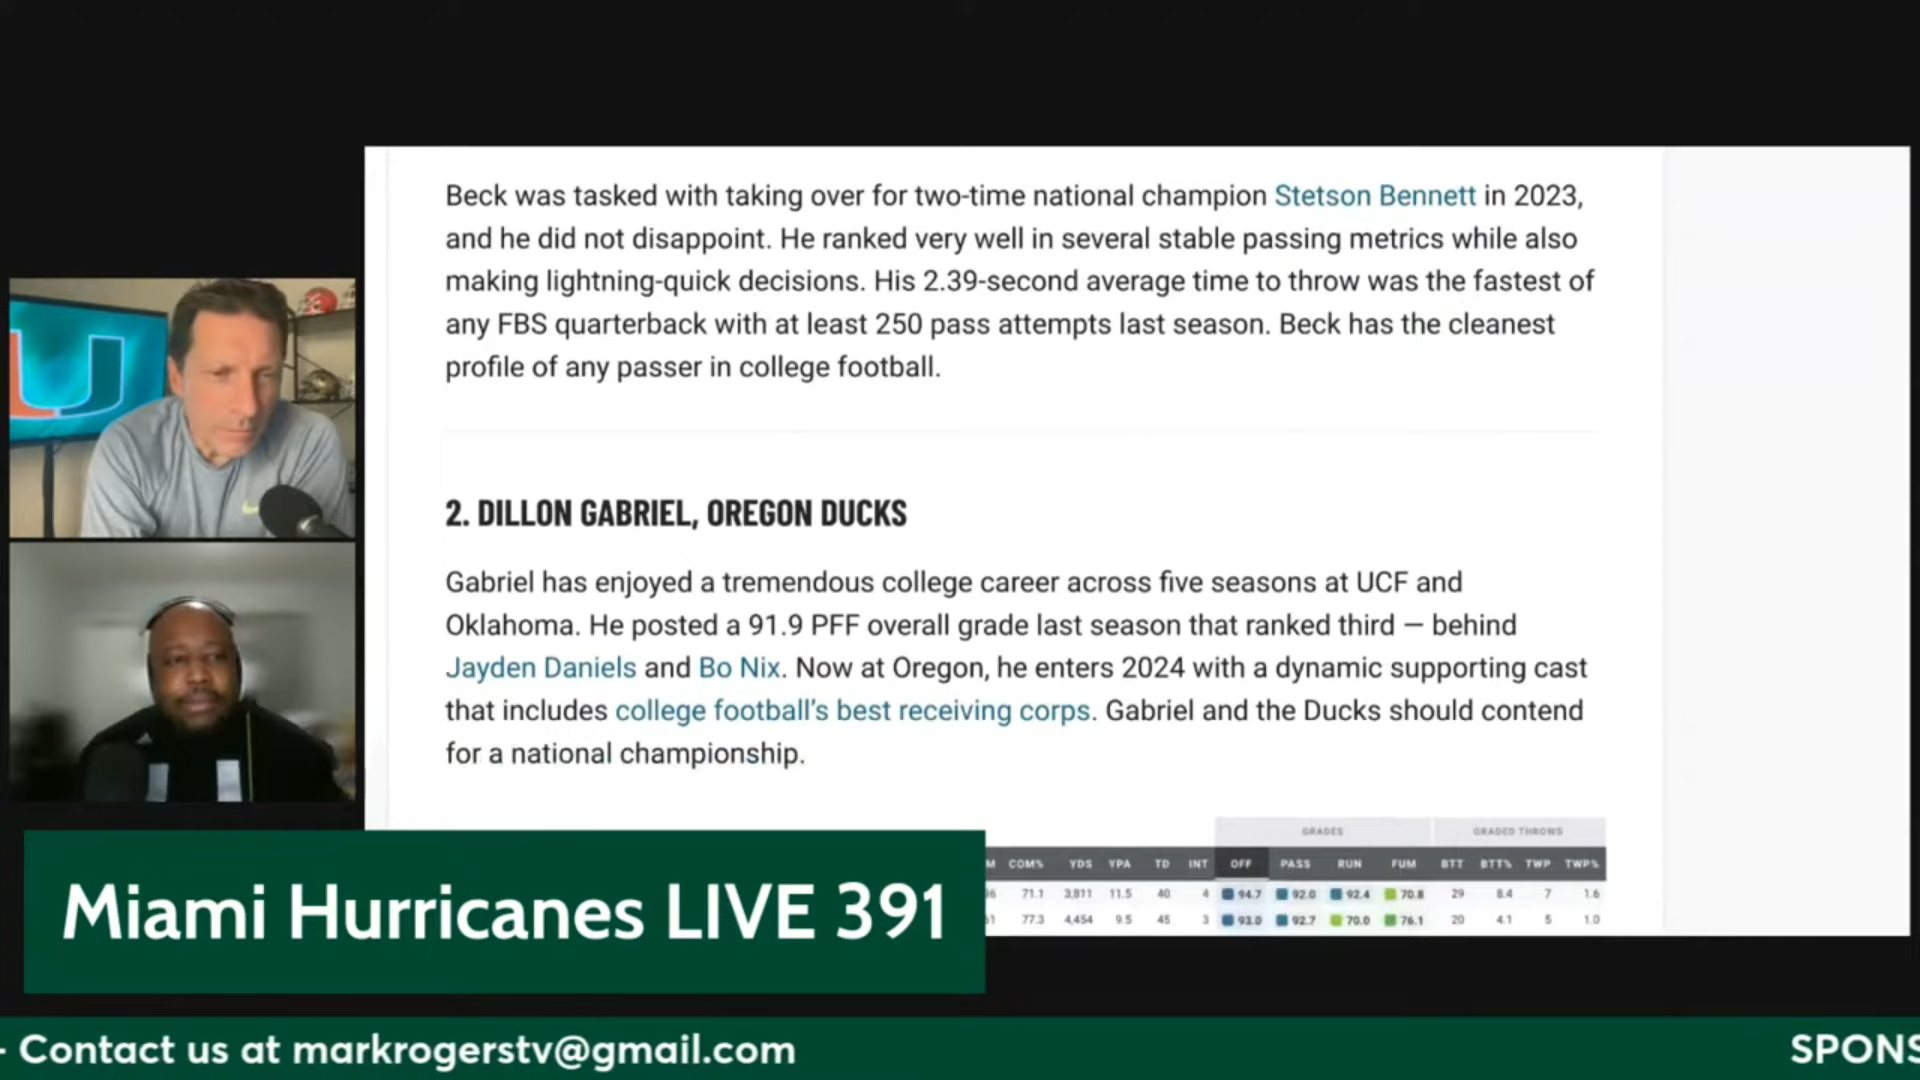 Beck was tasked with taking over for two-time national champion Stetson Bennett in 2023,
and he did not disappoint. He ranked very well in several stable passing metrics while also
making lightning-quick decisions. His 2.39-second average time to throw was the fastest of
any FBS quarterback with at least 250 pass attempts last season. Beck has the cleanest
profile of any passer in college football.
2. DILLON GABRIEL, OREGON DUCKS
Gabriel has enjoyed a tremendous college career across five seasons at UCF and
Oklahoma. He posted a 91.9 PFF overall grade last season that ranked third — behind
Jayden Daniels and Bo Nix. Now at Oregon, he enters 2024 with a dynamic supporting cast
that includes college football's best receiving corps. Gabriel and the Ducks should contend
for a national championship.
GRADES GRADED THROWS
M COM% YDS YPA TD INT OFF PASS RUN FUM BTT BTT% TWP TWP%
71.1 3,811 11.5 40 4 94.7 92.0 92.4 70.8 29 8.4 7 1.6
77.3 4,454 9.5 45 3 93.0 92.7 70.0 76.1 20 4.1 5 1.0
Miami Hurricanes LIVE 391
- Contact us at markrogerstv@gmail.com SPONS